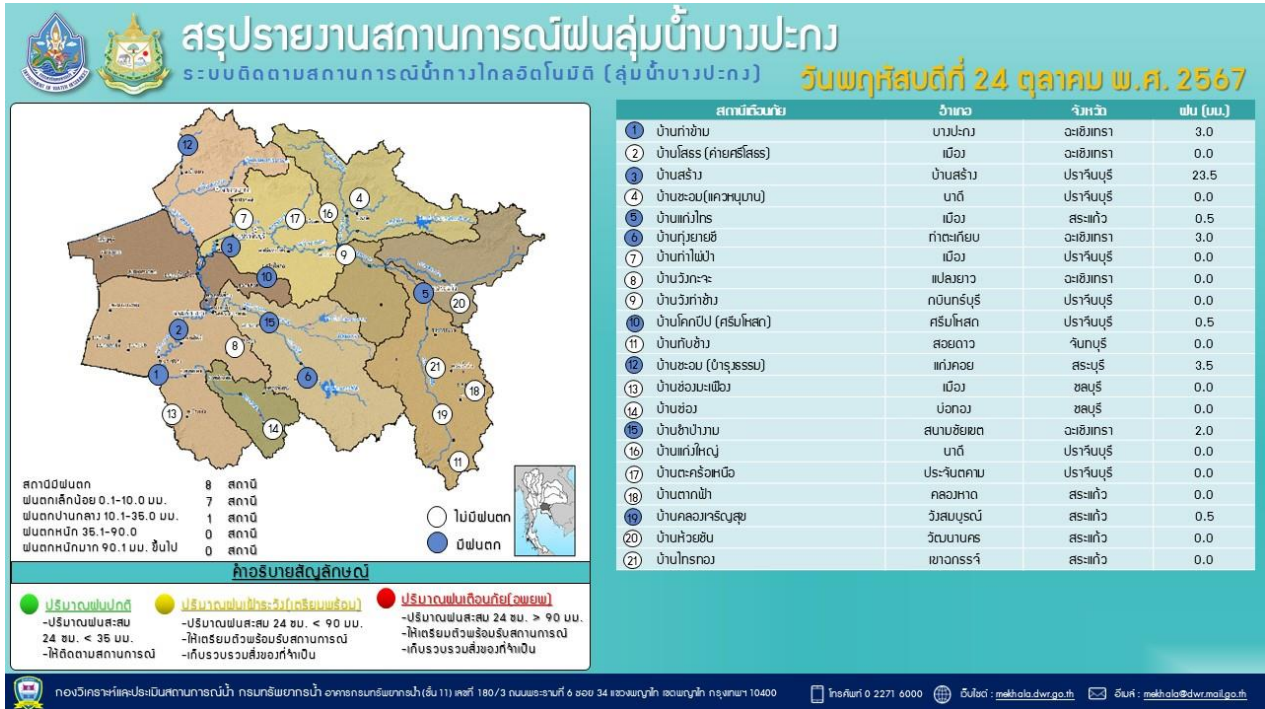 สรุปรายงานสถานการณ์ฝนลุ่มน้ำบางปะกง
ระบบติดตามสถานการณ์น้ำทางไกลอัตโนมัติ (ลุ่มน้ำบางปะกง)
วันพฤหัสบดีที่ 24 ตุลาคม พ.ศ. 2567
12
4
7
17
16
3
9
10
5
20
15
2
8
1
6
21
18
13
19
14
11
สถานีมีฝนตก 8 สถานี
ฝนตกเล็กน้อย 0.1-10.0 มม. 7 สถานี
ฝนตกปานกลาง 10.1-35.0 มม. 1 สถานี
ฝนตกหนัก 35.1-90.0 0 สถานี
ฝนตกหนักมาก 90.1 มม. ขึ้นไป 0 สถานี
ไม่มีฝนตก
มีฝนตก
คำอธิบายสัญลักษณ์
ปริมาณฝนปกติ
-ปริมาณฝนสะสม
24 ชม. < 35 มม.
-ให้ติดตามสถานการณ์
ปริมาณฝนเฝ้าระวัง(เตรียมพร้อม)
-ปริมาณฝนสะสม 24 ชม. < 90 มม.
-ให้เตรียมตัวพร้อมรับสถานการณ์
-เก็บรวบรวมสิ่งของที่จำเป็น
ปริมาณฝนเตือนภัย(อพยพ)
-ปริมาณฝนสะสม 24 ชม. > 90 มม.
-ให้เตรียมตัวพร้อมรับสถานการณ์
-เก็บรวบรวมสิ่งของที่จำเป็น
สถานีเตือนภัย อำเภอ จังหวัด ฝน (มม.)
1 บ้านท่าข้าม บางปะกง ฉะเชิงเทรา 3.0
2 บ้านโสธร (ค่ายศรีโสธร) เมือง ฉะเชิงเทรา 0.0
3 บ้านสร้าง บ้านสร้าง ปราจีนบุรี 23.5
4 บ้านชะอม(แควหนุมาน) นาดี ปราจีนบุรี 0.0
5 บ้านแก่งไทร เมือง สระแก้ว 0.5
6 บ้านทุ่งยายชี ท่าตะเกียบ ฉะเชิงเทรา 3.0
7 บ้านท่าไผ่ป่า เมือง ปราจีนบุรี 0.0
8 บ้านวังกะจะ แปลงยาว ฉะเชิงเทรา 0.0
9 บ้านวังท่าช้าง กบินทร์บุรี ปราจีนบุรี 0.0
10 บ้านโคกปีป (ศรีมโหสถ) ศรีมโหสถ ปราจีนบุรี 0.5
11 บ้านทับช้าง สอยดาว จันทบุรี 0.0
12 บ้านชะอม (บำรุงธรรม) แก่งคอย สระบุรี 3.5
13 บ้านช่องมะเฟือง เมือง ชลบุรี 0.0
14 บ้านช่อง บ่อทอง ชลบุรี 0.0
15 บ้านชำป่างาม สนามชัยเขต ฉะเชิงเทรา 2.0
16 บ้านแก่งใหญ่ นาดี ปราจีนบุรี 0.0
17 บ้านตะคร้อเหนือ ประจันตคาม ปราจีนบุรี 0.0
18 บ้านตากฟ้า คลองหาด สระแก้ว 0.0
19 บ้านคลองเจริญสุข วังสมบูรณ์ สระแก้ว 0.5
20 บ้านห้วยชัน วัฒนานคร สระแก้ว 0.0
21 บ้านไทรทอง เขาฉกรรจ์ สระแก้ว 0.0
กองวิเคราะห์และประเมินสถานการณ์น้ำ กรมทรัพยากรน้ำ อาคารกรมทรัพยากรน้ำ (ชั้น 11) เลขที่ 180/3 ถนนพระรามที่ 6 ซอย 34 แขวงพญาไท เขตพญาไท กรุงเทพฯ 10400
โทรศัพท์ 0 2271 6000
เว็บไซต์ : mekhala.dwr.go.th
อีเมล์ : mekhala@dwr.mail.go.th